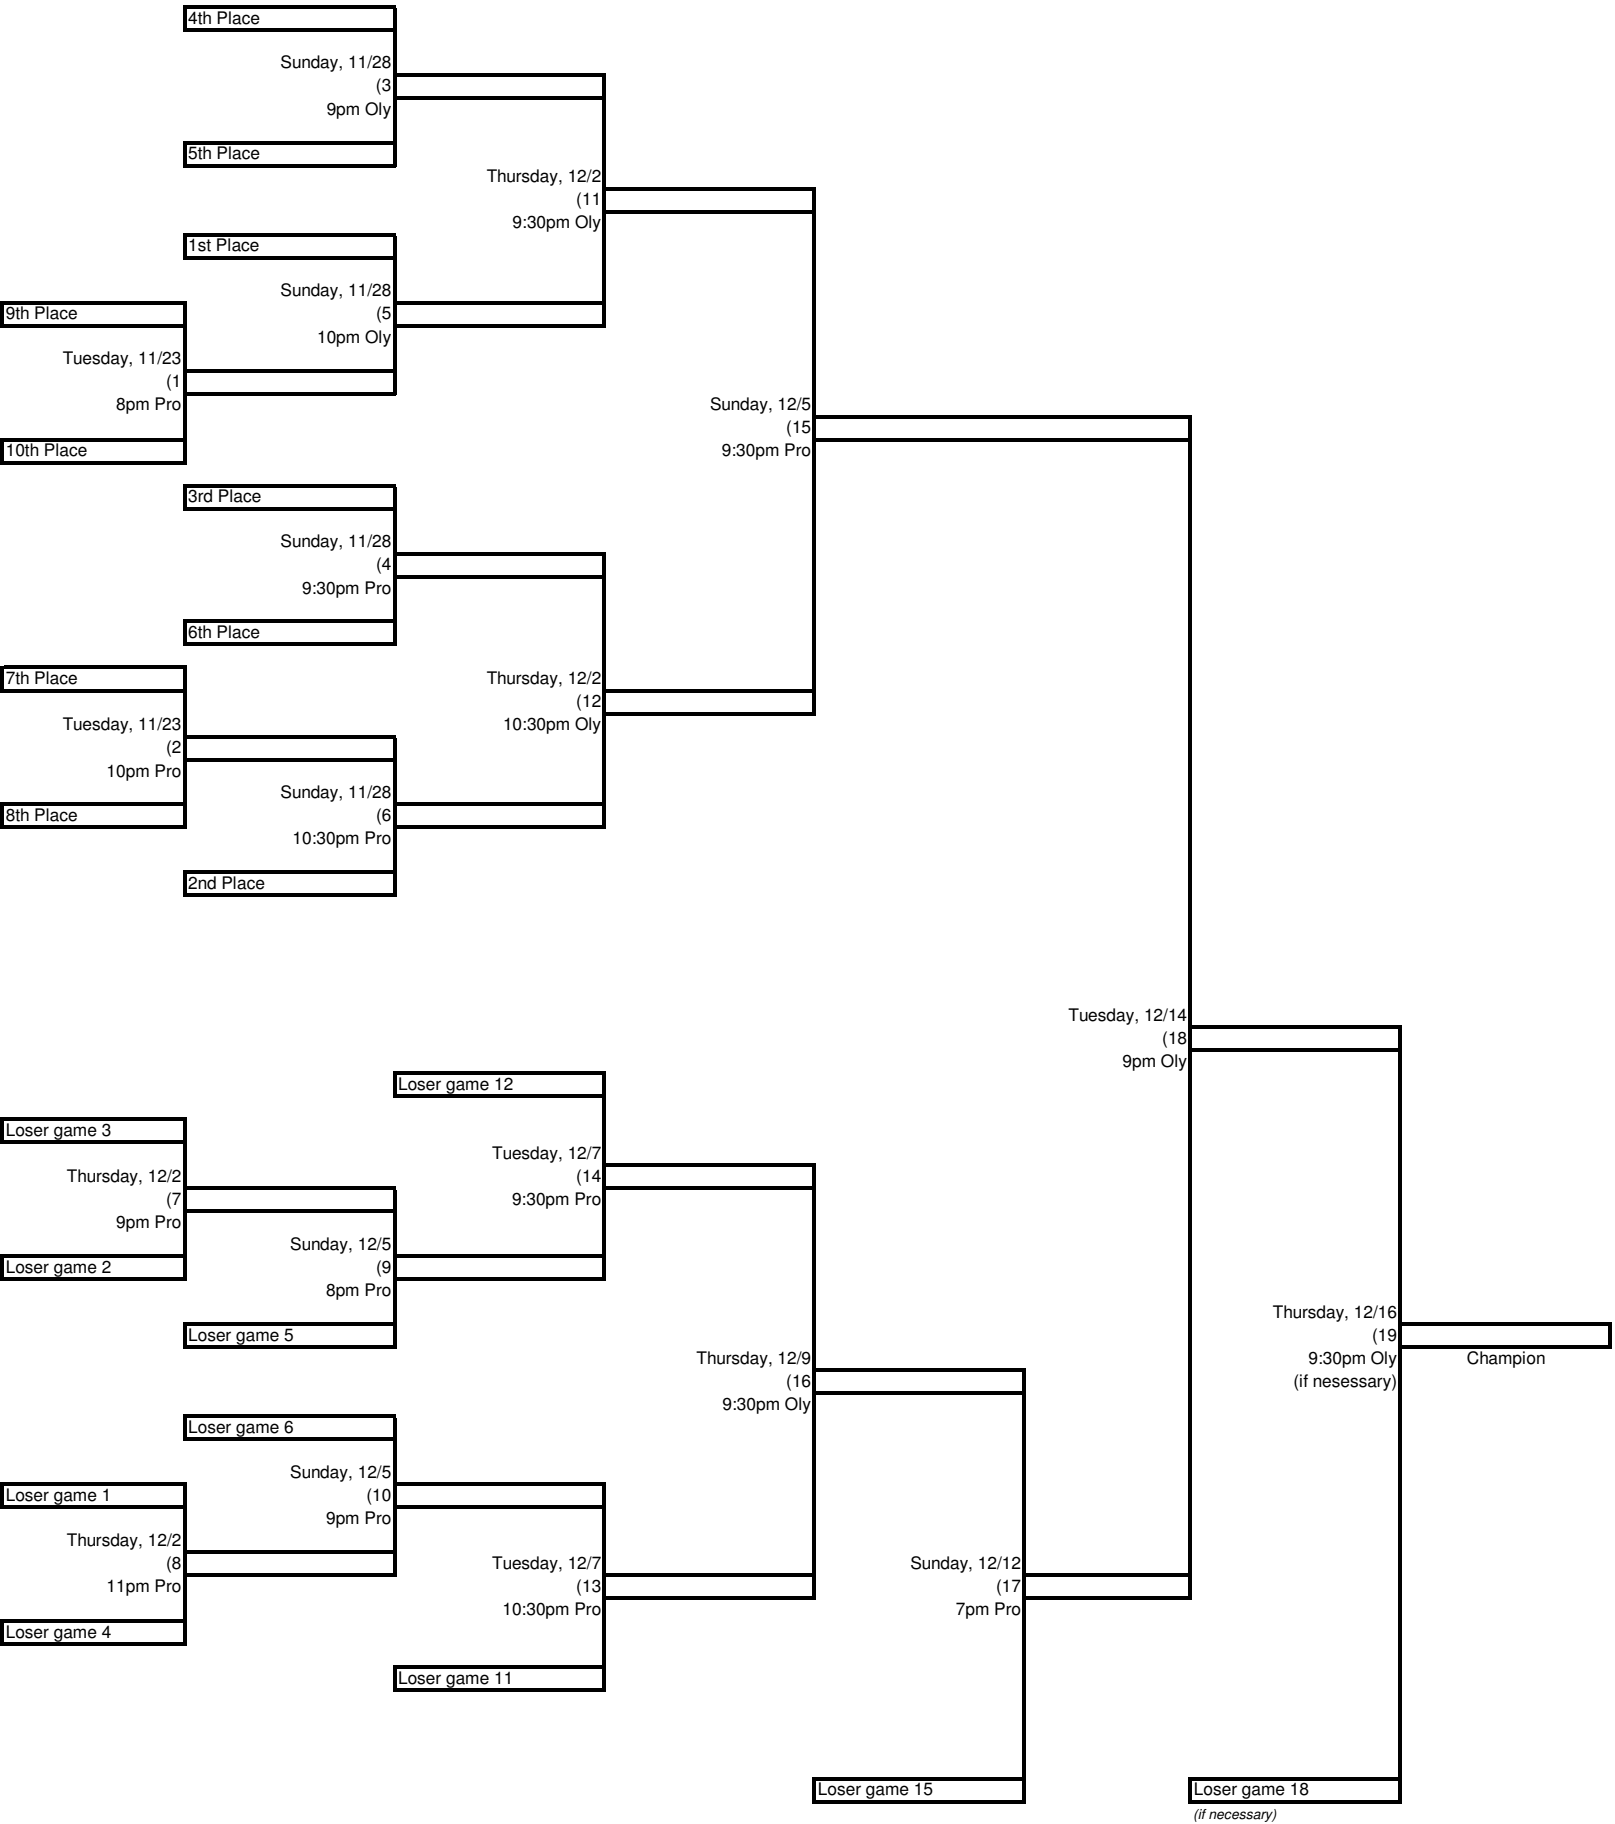 4th Place
Sunday, 11/28
(3
9pm Oly
5th Place
Thursday, 12/2
(11
9:30pm Oly
1st Place
Sunday, 11/28
(5
10pm Oly
9th Place
Tuesday, 11/23
(1
8pm Pro
10th Place
Sunday, 12/5
(15
9:30pm Pro
3rd Place
Sunday, 11/28
(4
9:30pm Pro
6th Place
7th Place
Tuesday, 11/23
(2
10pm Pro
8th Place
Thursday, 12/2
(12
10:30pm Oly
Sunday, 11/28
(6
10:30pm Pro
2nd Place
Tuesday, 12/14
(18
9pm Oly
Loser game 12
Loser game 3
Thursday, 12/2
(7
9pm Pro
Loser game 2
Tuesday, 12/7
(14
9:30pm Pro
Sunday, 12/5
(9
8pm Pro
Loser game 5
Thursday, 12/16
(19
9:30pm Oly
(if nesessary)
Champion
Thursday, 12/9
(16
9:30pm Oly
Loser game 6
Sunday, 12/5
(10
9pm Pro
Loser game 1
Thursday, 12/2
(8
11pm Pro
Loser game 4
Tuesday, 12/7
(13
10:30pm Pro
Sunday, 12/12
(17
7pm Pro
Loser game 11
Loser game 15
Loser game 18
(if necessary)